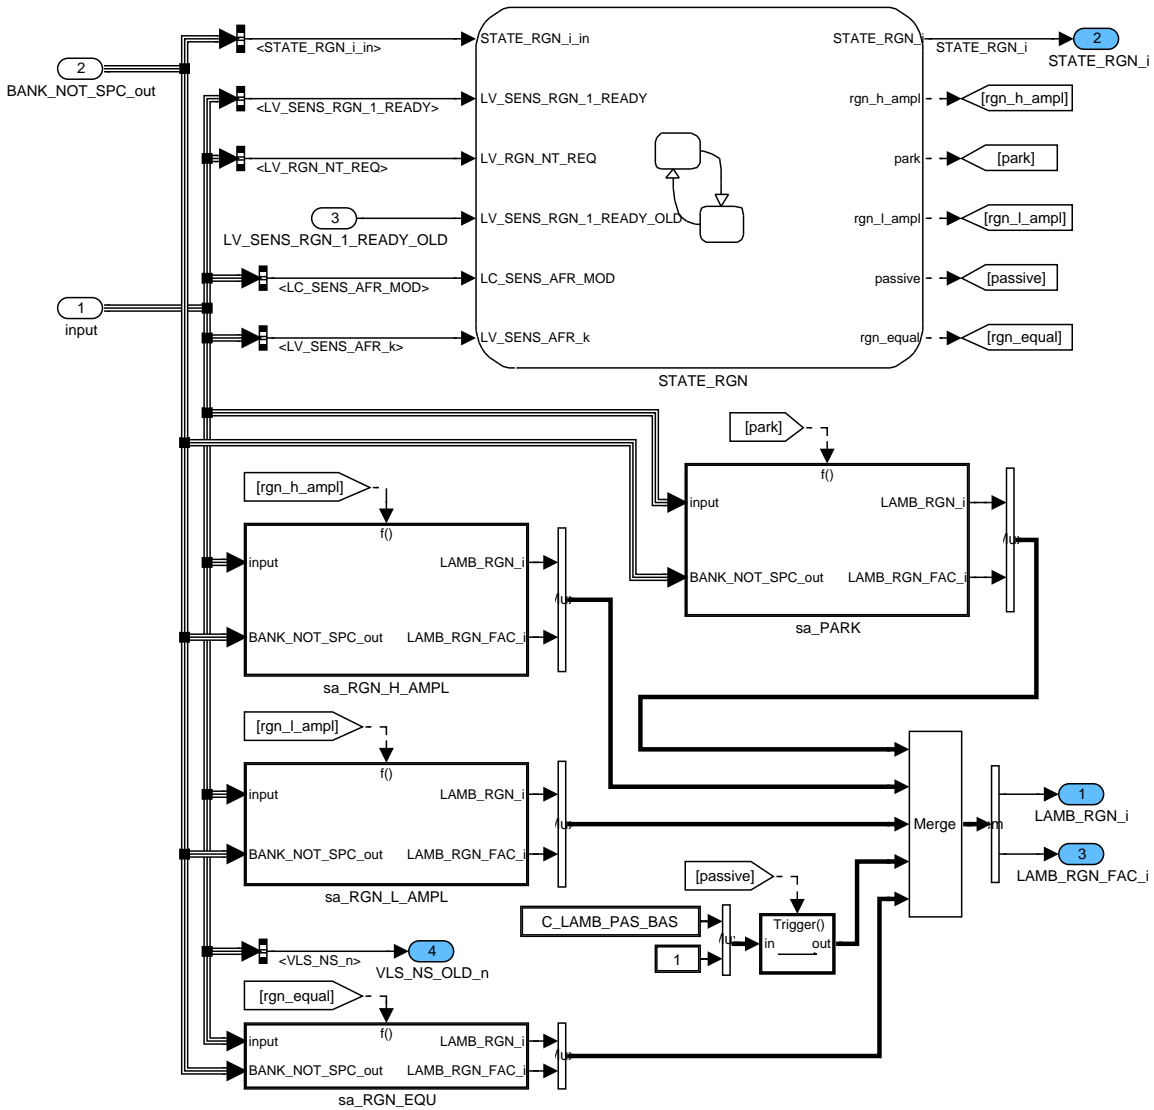 2
BANK_NOT_SPC_out
<STATE_RGN_i_in>
STATE_RGN_i_in
STATE_RGN_i
STATE_RGN_i
2
STATE_RGN_i
<LV_SENS_RGN_1_READY>
LV_SENS_RGN_1_READY
rgn_h_ampl
[rgn_h_ampl]
<LV_RGN_NT_REQ>
LV_RGN_NT_REQ
park
[park]
3
LV_SENS_RGN_1_READY_OLD
LV_SENS_RGN_1_READY_OLD
rgn_l_ampl
[rgn_l_ampl]
<LC_SENS_AFR_MOD>
LC_SENS_AFR_MOD
passive
[passive]
1
input
<LV_SENS_AFR_k>
LV_SENS_AFR_k
rgn_equal
[rgn_equal]
STATE_RGN
[park]
f()
input
LAMB_RGN_i
BANK_NOT_SPC_out
LAMB_RGN_FAC_i
sa_PARK
[rgn_h_ampl]
f()
input
LAMB_RGN_i
BANK_NOT_SPC_out
LAMB_RGN_FAC_i
sa_RGN_H_AMPL
[rgn_l_ampl]
f()
input
LAMB_RGN_i
BANK_NOT_SPC_out
LAMB_RGN_FAC_i
sa_RGN_L_AMPL
Merge
1
LAMB_RGN_i
3
LAMB_RGN_FAC_i
[passive]
C_LAMB_PAS_BAS
1
Trigger()
in
out
<VLS_NS_n>
4
VLS_NS_OLD_n
[rgn_equal]
f()
input
LAMB_RGN_i
BANK_NOT_SPC_out
LAMB_RGN_FAC_i
sa_RGN_EQU